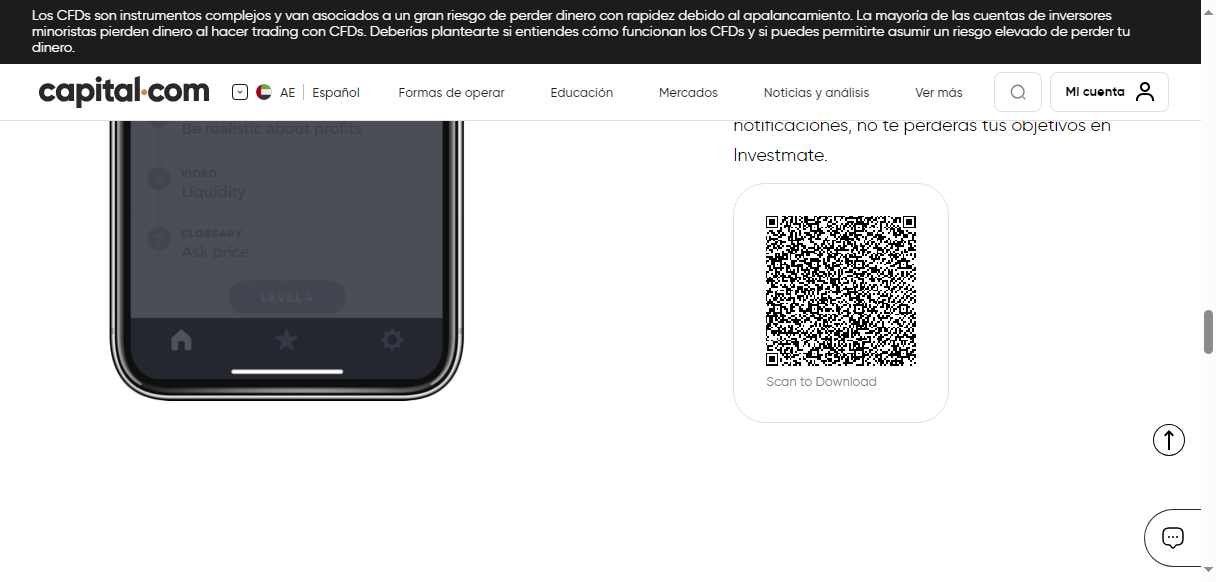 Los CFDs son instrumentos complejos y van asociados a un gran riesgo de perder dinero con rapidez debido al apalancamiento. La mayoría de las cuentas de inversores
minoristas pierden dinero al hacer trading con CFDs. Deberías plantearte si entiendes cómo funcionan los CFDs y si puedes permitirte asumir un riesgo elevado de perder tu
dinero.
capital.com
AE Español
Formas de operar
Educación
Mercados
Noticias y análisis
Ver más
Mi cuenta
Be realistic about profits
VIDEO
Liquidity
GLOSSARY
Ask price
LEVEL 4
notificaciones, no te perderás tus objetivos en
Investmate.
Scan to Download